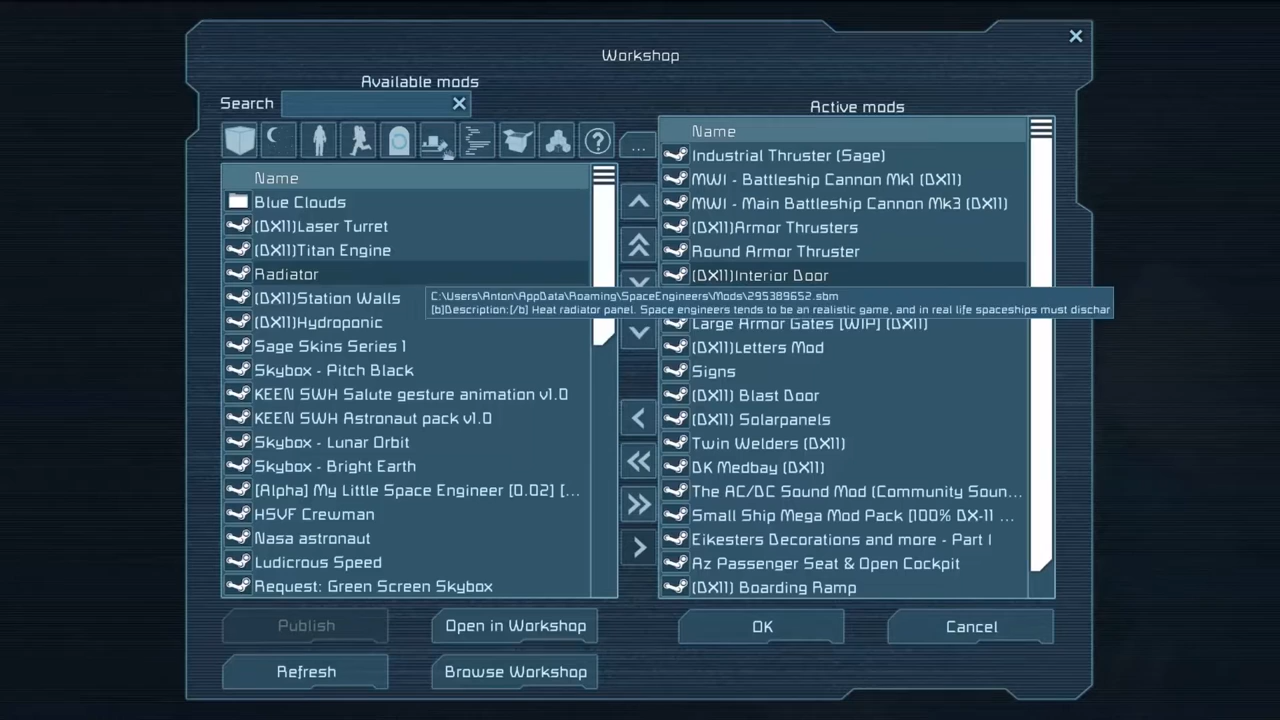 Workshop
Available mods
Search
Active mods
...
Name
Blue Clouds
(DX11)Laser Turret
(DX11)Titan Engine
Radiator
(DX11)Station Walls
(DX11)Hydroponic
Sage Skins Series 1
Skybox - Pitch Black
KEEN SWH Salute gesture animation v1.0
KEEN SWH Astronaut pack v1.0
Skybox - Lunar Orbit
Skybox - Bright Earth
[Alpha] My Little Space Engineer [0.02] [...
HSVF Crewman
Nasa astronaut
Ludicrous Speed
Request: Green Screen Skybox
Name
Industrial Thruster (Sage)
MWI - Battleship Cannon Mk1 (DX11)
MWI - Main Battleship Cannon Mk3 (DX11)
(DX11)Armor Thrusters
Round Armor Thruster
(DX11)Interior Door
C:\Users\Anton\AppData\Roaming\SpaceEngineers\Mods\295389652.sbm
[b]Description:[/b] Heat radiator panel. Space engineers tends to be an realistic game, and in real life spaceships must dischar
Large Armor Gates [WIP] (DX11)
(DX11)Letters Mod
Signs
(DX11) Blast Door
(DX11) Solarpanels
Twin Welders (DX11)
DK Medbay (DX11)
The AC/DC Sound Mod (Community Soun...
Small Ship Mega Mod Pack [100% DX-11 ...
Eikesters Decorations and more - Part 1
Az Passenger Seat & Open Cockpit
(DX11) Boarding Ramp
Publish
Open in Workshop
OK
Cancel
Refresh
Browse Workshop